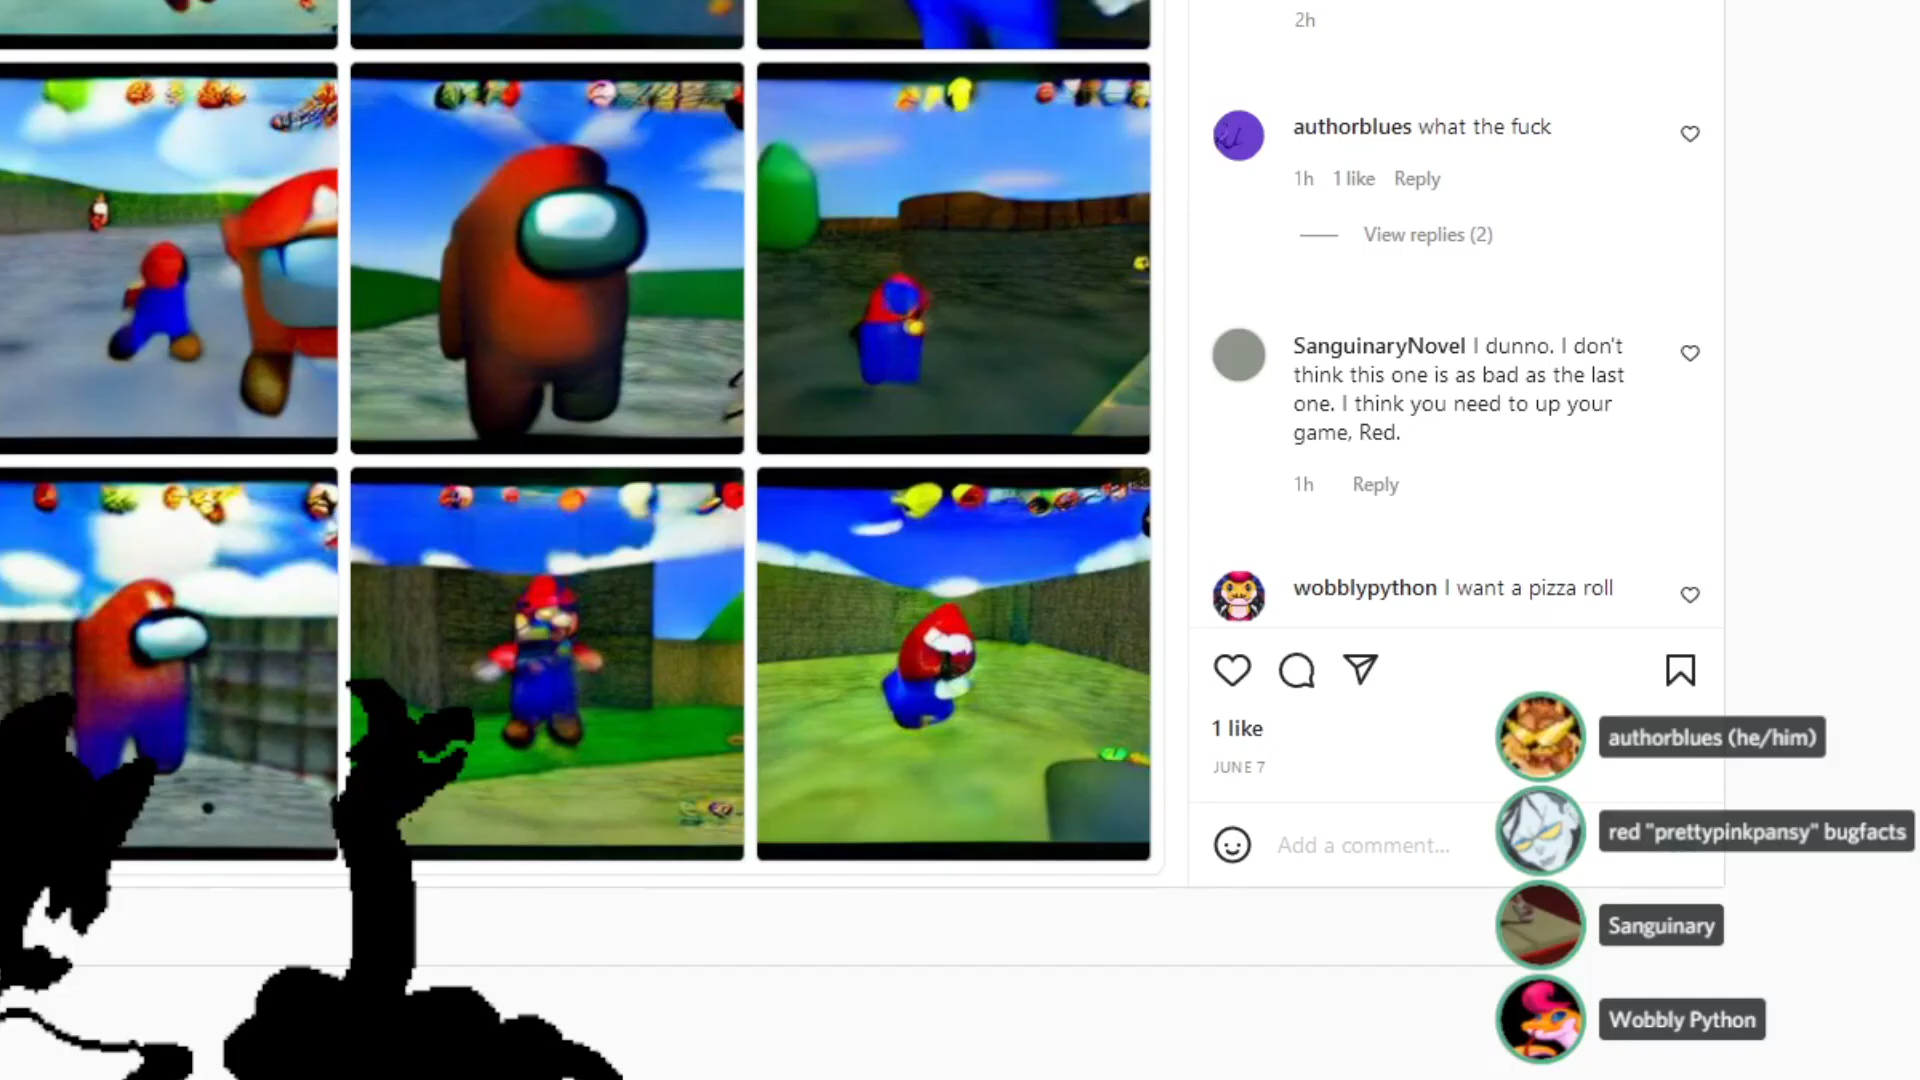 2h
authorblues what the fuck
1h 1 like Reply
View replies (2)
SanguinaryNovel I dunno. I don't
think this one is as bad as the last
one. I think you need to up your
game, Red.
1h Reply
wobblypython I want a pizza roll
1 like
JUNE 7
Add a comment...
authorblues (he/him)
red "prettypinkpansy" bugfacts
Sanguinary
Wobbly Python